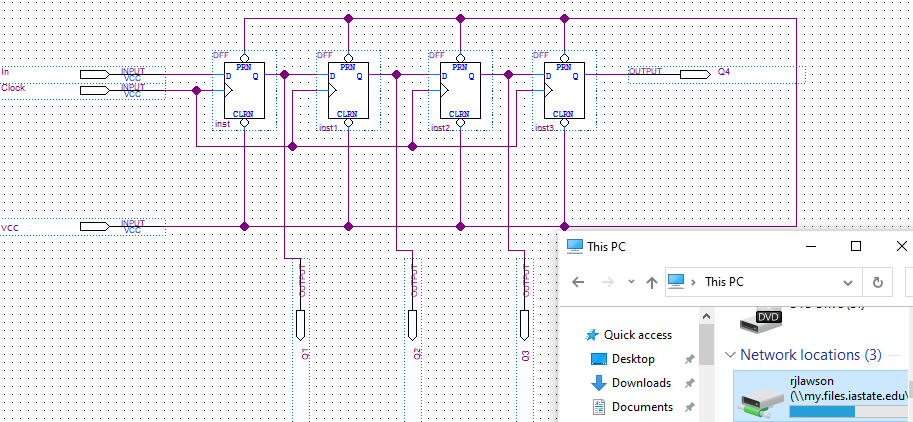 DFF DFF DFF DFF
In INPUT VCC PRN PRN PRN PRN OUTPUT Q4
D Q D Q D Q D Q
Clock INPUT VCC
CLRN CLRN CLRN CLRN
inst inst1 inst2 inst3
VCC INPUT VCC
OUTPUT OUTPUT OUTPUT
Q1 Q2 Q3
This PC
This PC
DVD
Quick access
Network locations (3)
Desktop
Downloads
rjlawson
(\\my.files.iastate.edu\
Documents